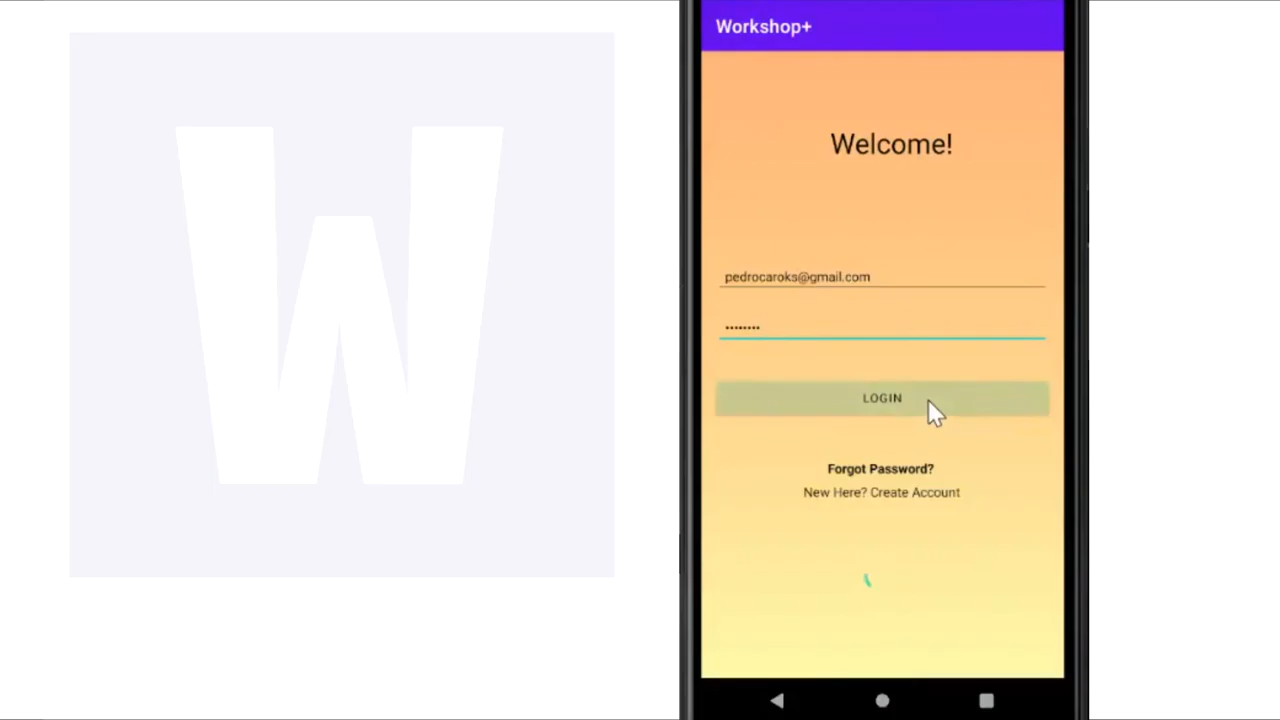 W
Workshop+
Welcome!
pedrocaroks@gmail.com
........
LOGIN
Forgot Password?
New Here? Create Account